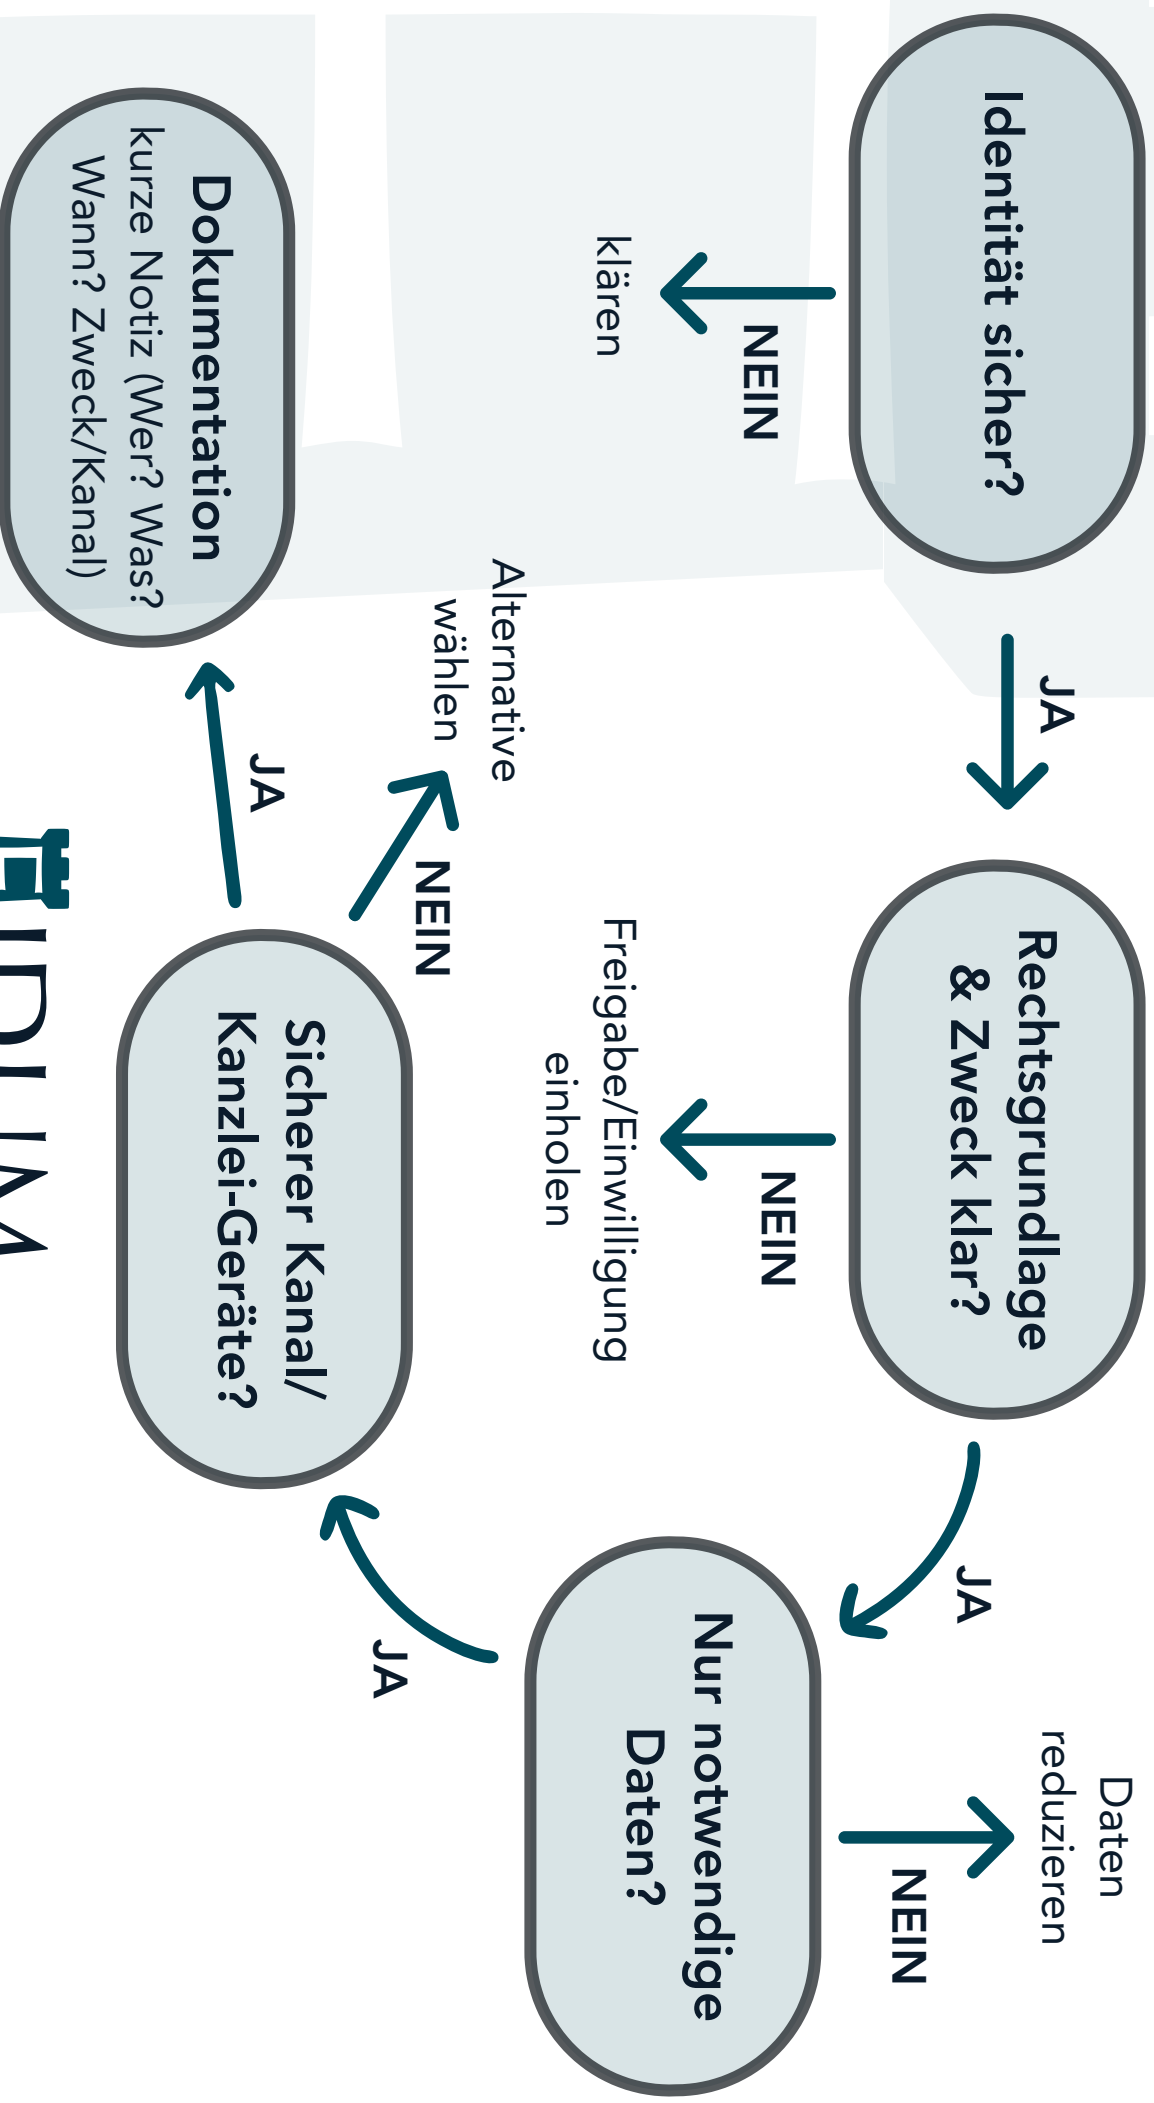 Identität sicher?
JA
NEIN
klären
Rechtsgrundlage
& Zweck klar?
NEIN
Freigabe/Einwilligung
einholen
JA
Nur notwendige
Daten?
NEIN
Daten
reduzieren
JA
Sicherer Kanal/
Kanzlei-Geräte?
NEIN
Alternative
wählen
JA
Dokumentation
kurze Notiz (Wer? Was?
Wann? Zweck/Kanal)